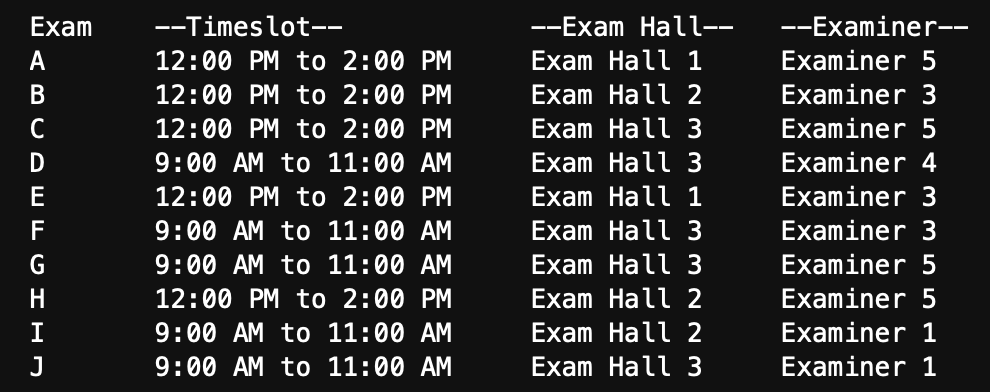 Exam --Timeslot-- --Exam Hall-- --Examiner--
A 12:00 PM to 2:00 PM Exam Hall 1 Examiner 5
B 12:00 PM to 2:00 PM Exam Hall 2 Examiner 3
C 12:00 PM to 2:00 PM Exam Hall 3 Examiner 5
D 9:00 AM to 11:00 AM Exam Hall 3 Examiner 4
E 12:00 PM to 2:00 PM Exam Hall 1 Examiner 3
F 9:00 AM to 11:00 AM Exam Hall 3 Examiner 3
G 9:00 AM to 11:00 AM Exam Hall 3 Examiner 5
H 12:00 PM to 2:00 PM Exam Hall 2 Examiner 5
I 9:00 AM to 11:00 AM Exam Hall 2 Examiner 1
J 9:00 AM to 11:00 AM Exam Hall 3 Examiner 1